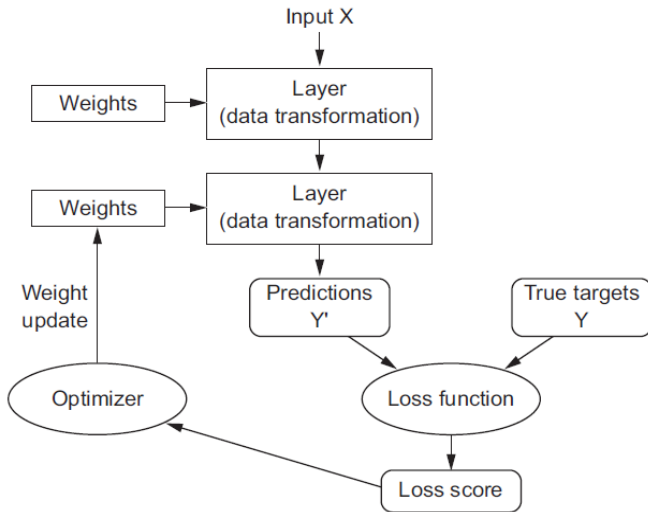 Input X
Layer
(data transformation)
Weights
Layer
(data transformation)
Weights
Weight
update
Predictions
Y'
True targets
Y
Optimizer
Loss function
Loss score